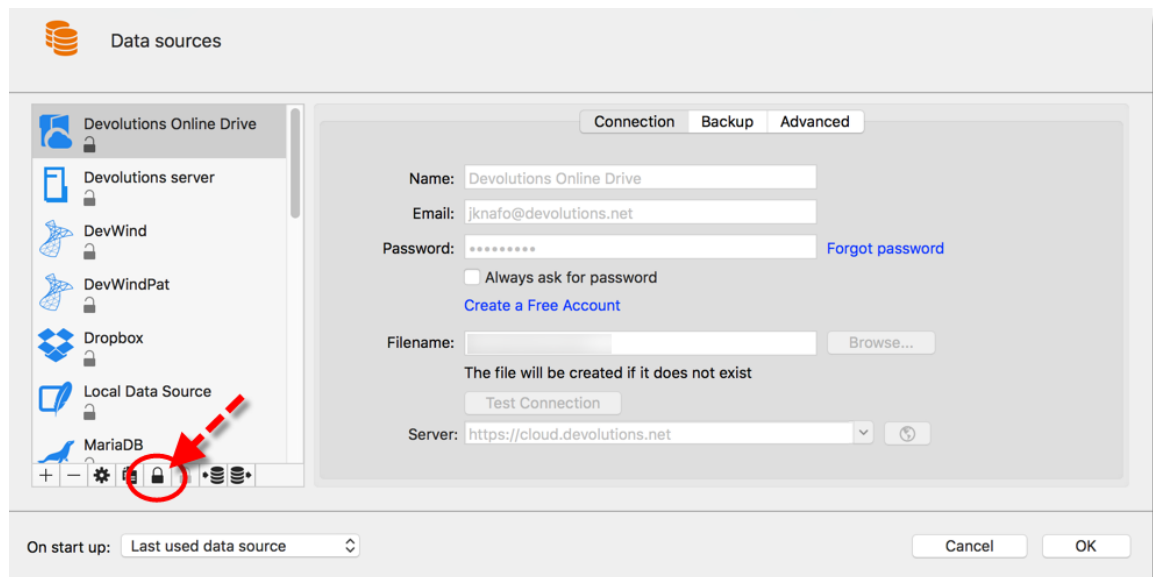 Data sources
Devolutions Online Drive
Devolutions server
DevWind
DevWindPat
Dropbox
Local Data Source
MariaDB
Connection Backup Advanced
Name: Devolutions Online Drive
Email: jknafo@devolutions.net
Password: ••••••••• Forgot password
Always ask for password
Create a Free Account
Filename: Browse...
The file will be created if it does not exist
Test Connection
Server: https://cloud.devolutions.net
On start up: Last used data source
Cancel OK